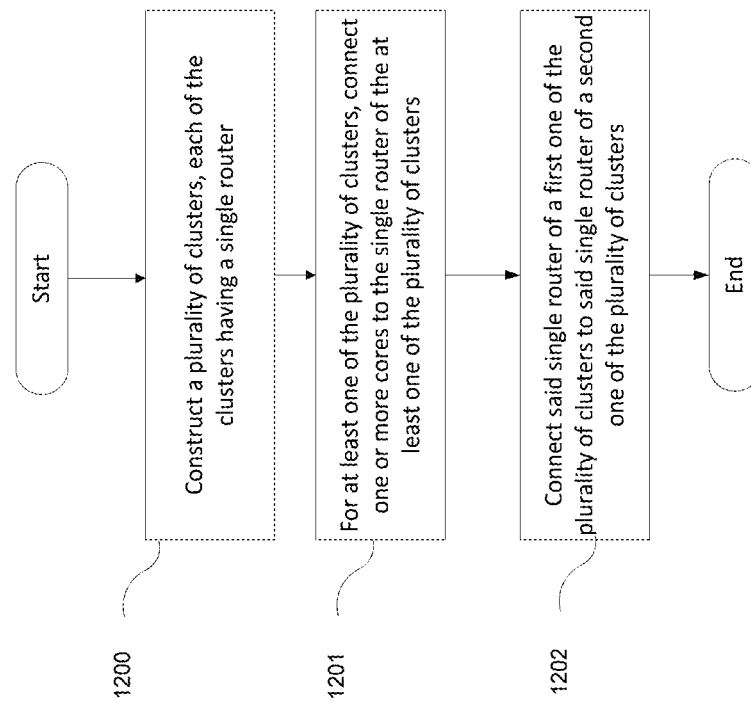 Start
1200
Construct a plurality of clusters, each of the
clusters having a single router
1201
For at least one of the plurality of clusters, connect
one or more cores to the single router of the at
least one of the plurality of clusters
1202
Connect said single router of a first one of the
plurality of clusters to said single router of a second
one of the plurality of clusters
End